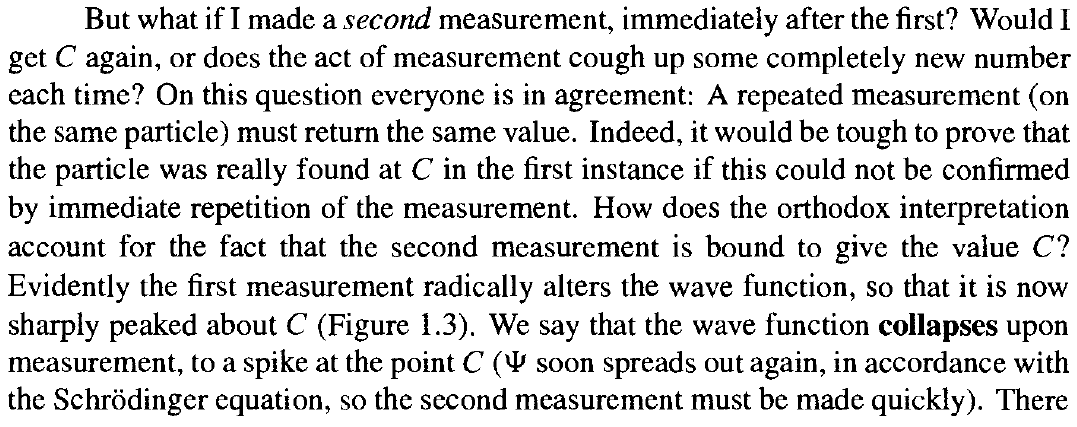 But what if I made a second measurement, immediately after the first? Would I
get C again, or does the act of measurement cough up some completely new number
each time? On this question everyone is in agreement: A repeated measurement (on
the same particle) must return the same value. Indeed, it would be tough to prove that
the particle was really found at C in the first instance if this could not be confirmed
by immediate repetition of the measurement. How does the orthodox interpretation
account for the fact that the second measurement is bound to give the value C?
Evidently the first measurement radically alters the wave function, so that it is now
sharply peaked about C (Figure 1.3). We say that the wave function collapses upon
measurement, to a spike at the point C (Ψ soon spreads out again, in accordance with
the Schrödinger equation, so the second measurement must be made quickly). There